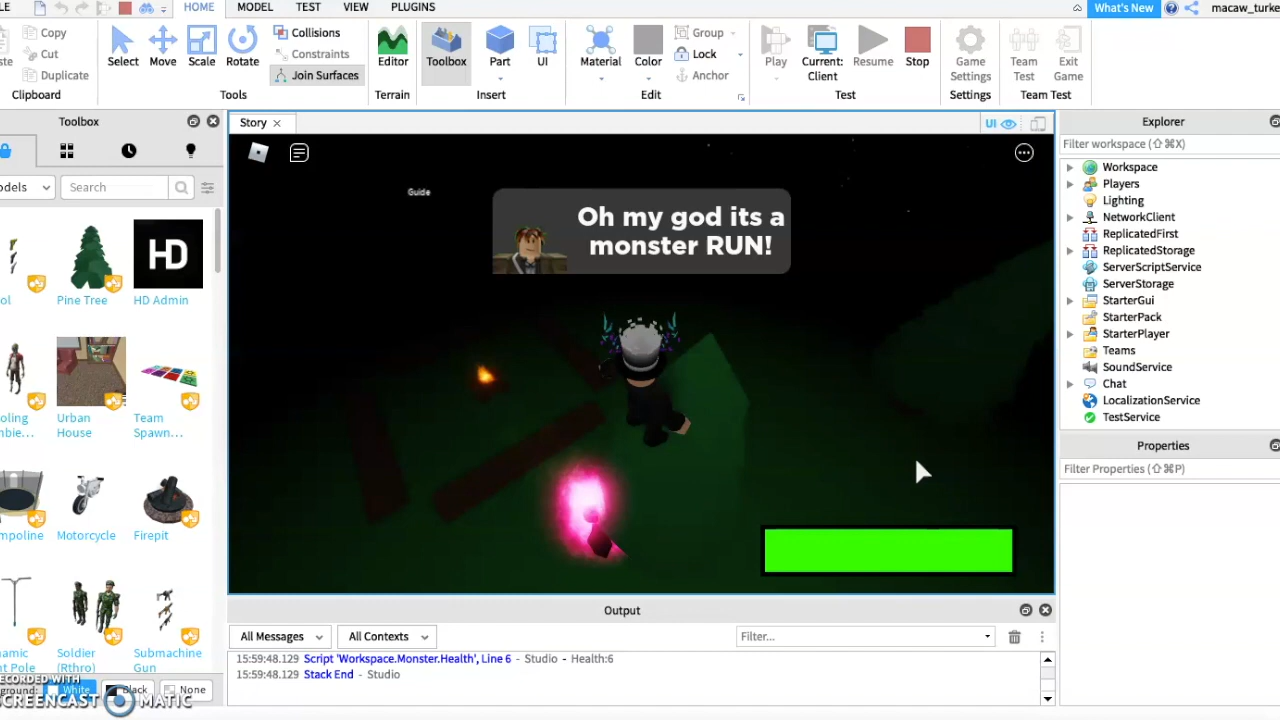 LE
HOME
MODEL
TEST
VIEW
PLUGINS
What's New
macaw_turke
Copy
Cut
Duplicate
Clipboard
Select
Move
Scale
Rotate
Collisions
Constraints
Join Surfaces
Tools
Editor
Terrain
Toolbox
Part
UI
Insert
Material
Color
Group
Lock
Anchor
Edit
Play
Current:
Client
Resume
Stop
Test
Game
Settings
Settings
Team
Test
Exit
Game
Team Test
Toolbox
odels
Search
Pine Tree
HD
HD Admin
Urban
House
Team
Spawn...
Motorcycle
Firepit
Soldier
(Rthro)
Submachine
Gun
White
Black
None
RECORDED WITH
SCREENCAST MATIC
Story
UI
Guide
Oh my god its a
monster RUN!
Output
All Messages
All Contexts
Filter...
15:59:48.129 Script 'Workspace.Monster.Health', Line 6 - Studio - Health:6
15:59:48.129 Stack End - Studio
Explorer
Filter workspace (⇧⌘X)
Workspace
Players
Lighting
NetworkClient
ReplicatedFirst
ReplicatedStorage
ServerScriptService
ServerStorage
StarterGui
StarterPack
StarterPlayer
Teams
SoundService
Chat
LocalizationService
TestService
Properties
Filter Properties (⇧⌘P)